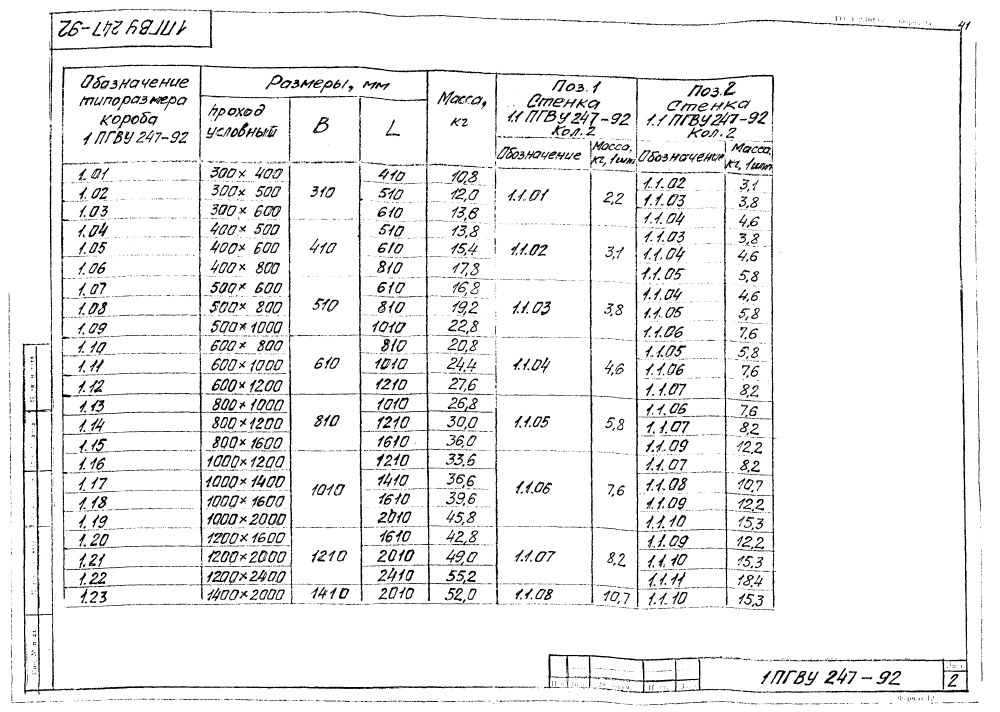 1ПГВУ 247-92
41
Обозначение типоразмера короба 1 ПГВУ 247-92
Размеры, мм
проход условный
В
L
Масса, кг
Поз. 1 Стенка 1.1 ПГВУ 247-92 Кол. 2
Обозначение
Масса, кг, 1 шт
Поз. 2 Стенка 1.1 ПГВУ 247-92 Кол. 2
Обозначение
Масса, кг, 1 шт.
1.01 300×400 310 410 10,8 1.1.01 2,2 1.1.02 3,1
1.02 300×500 510 12,0 1.1.03 3,8
1.03 300×600 610 13,6 1.1.04 4,6
1.04 400×500 410 510 13,8 1.1.02 3,1 1.1.03 3,8
1.05 400×600 610 15,4 1.1.04 4,6
1.06 400×800 810 17,8 1.1.05 5,8
1.07 500×600 510 610 16,8 1.1.03 3,8 1.1.04 4,6
1.08 500×800 810 19,2 1.1.05 5,8
1.09 500×1000 1010 22,8 1.1.06 7,6
1.10 600×800 610 810 20,8 1.1.04 4,6 1.1.05 5,8
1.11 600×1000 1010 24,4 1.1.06 7,6
1.12 600×1200 1210 27,6 1.1.07 8,2
1.13 800×1000 810 1010 26,8 1.1.05 5,8 1.1.06 7,6
1.14 800×1200 1210 30,0 1.1.07 8,2
1.15 800×1600 1610 36,0 1.1.09 12,2
1.16 1000×1200 1010 1210 33,6 1.1.06 7,6 1.1.07 8,2
1.17 1000×1400 1410 36,6 1.1.08 10,7
1.18 1000×1600 1610 39,6 1.1.09 12,2
1.19 1000×2000 2010 45,8 1.1.10 15,3
1.20 1200×1600 1210 1610 42,8 1.1.07 8,2 1.1.09 12,2
1.21 1200×2000 2010 49,0 1.1.10 15,3
1.22 1200×2400 2410 55,2 1.1.11 18,4
1.23 1400×2000 1410 2010 52,0 1.1.08 10,7 1.1.10 15,3
1ПГВУ 247-92
Лист
2